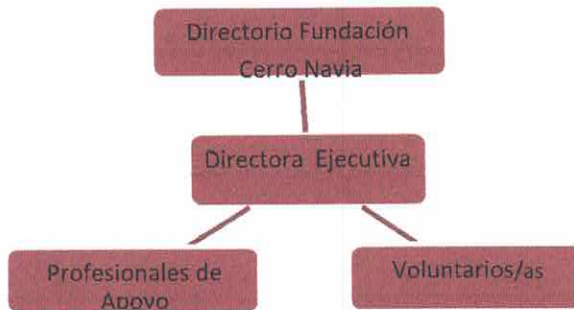 Directorio Fundación
Cerro Navia
Directora Ejecutiva
Profesionales de
Apoyo
Voluntarios/as